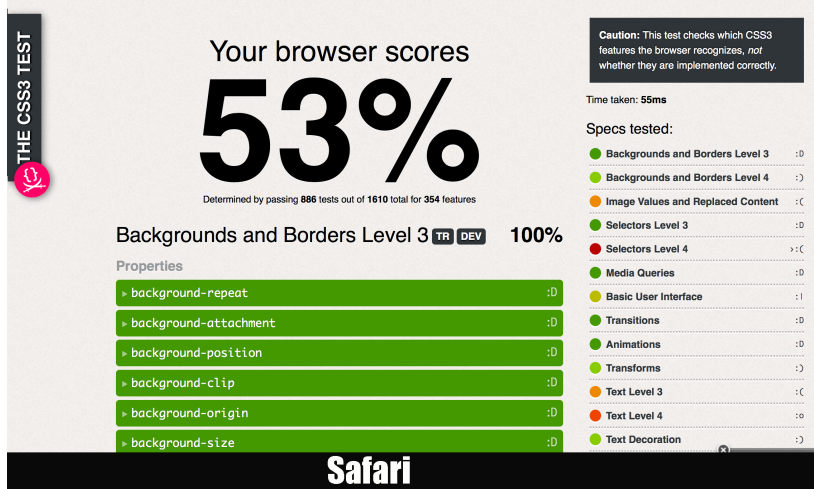 THE CSS3 TEST
Your browser scores
53%
Determined by passing 886 tests out of 1610 total for 354 features
Backgrounds and Borders Level 3 TR DEV 100%
Properties
background-repeat :D
background-attachment :D
background-position :D
background-clip :D
background-origin :D
background-size :D
Caution: This test checks which CSS3
features the browser recognizes, not
whether they are implemented correctly.
Time taken: 55ms
Specs tested:
Backgrounds and Borders Level 3 :D
Backgrounds and Borders Level 4 :)
Image Values and Replaced Content :(
Selectors Level 3 :D
Selectors Level 4 >:(
Media Queries :D
Basic User Interface :|
Transitions :D
Animations :D
Transforms :)
Text Level 3 :(
Text Level 4 :o
Text Decoration :)
Safari